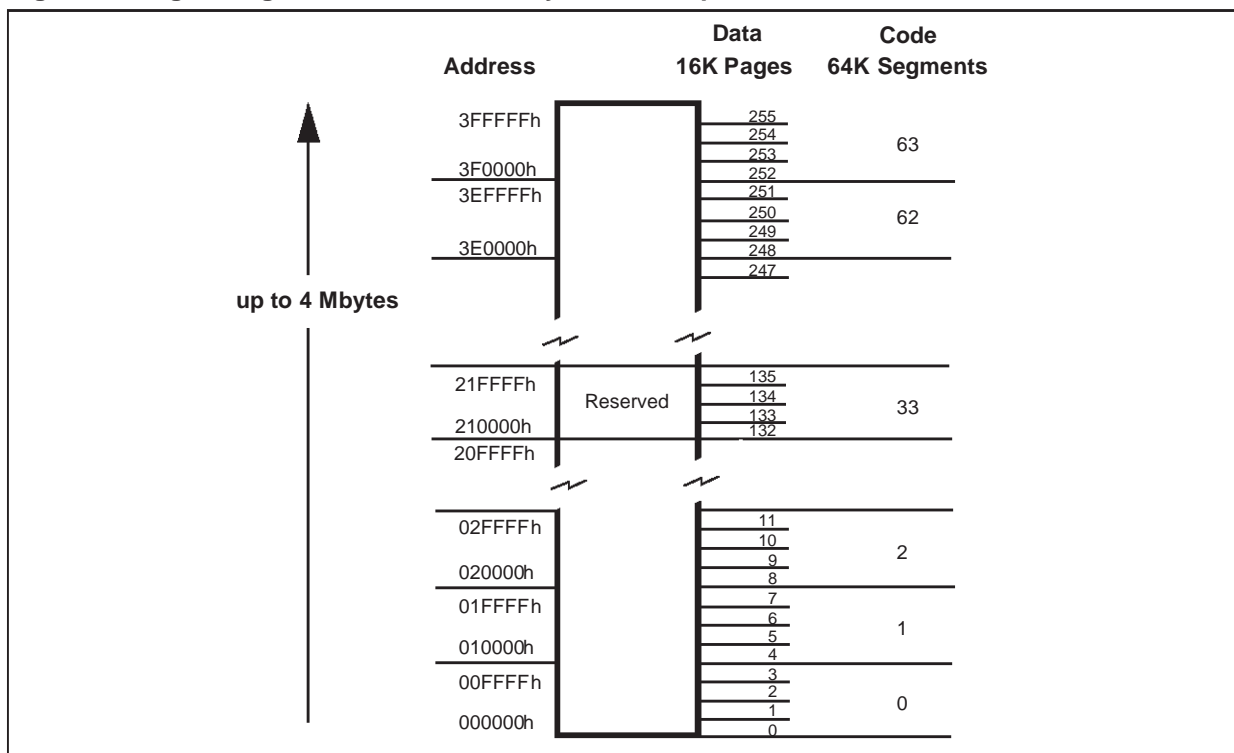 Data Code
Address 16K Pages 64K Segments
3FFFFFh
255
254
253
63
3F0000h
252
3EFFFFh
251
250
62
249
3E0000h
248
247
up to 4 Mbytes
21FFFFh
135
Reserved
134
33
133
210000h
132
20FFFFh
02FFFFh
11
10
2
9
020000h
8
01FFFFh
7
6
1
5
010000h
4
00FFFFh
3
2
0
1
000000h
0